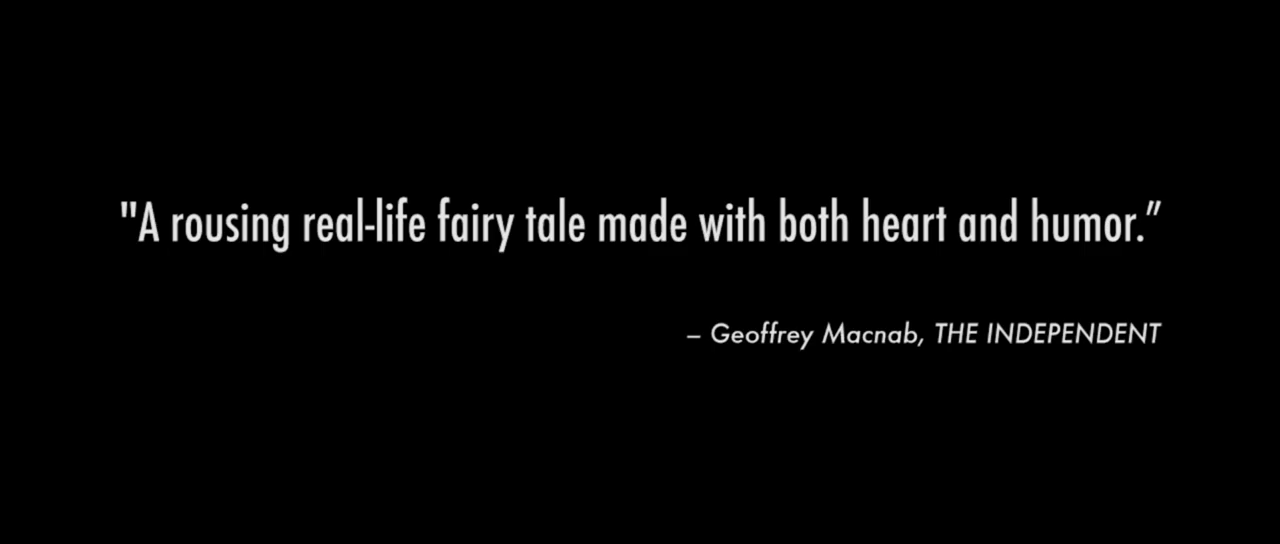 "A rousing real-life fairy tale made with both heart and humor.”
– Geoffrey Macnab, THE INDEPENDENT